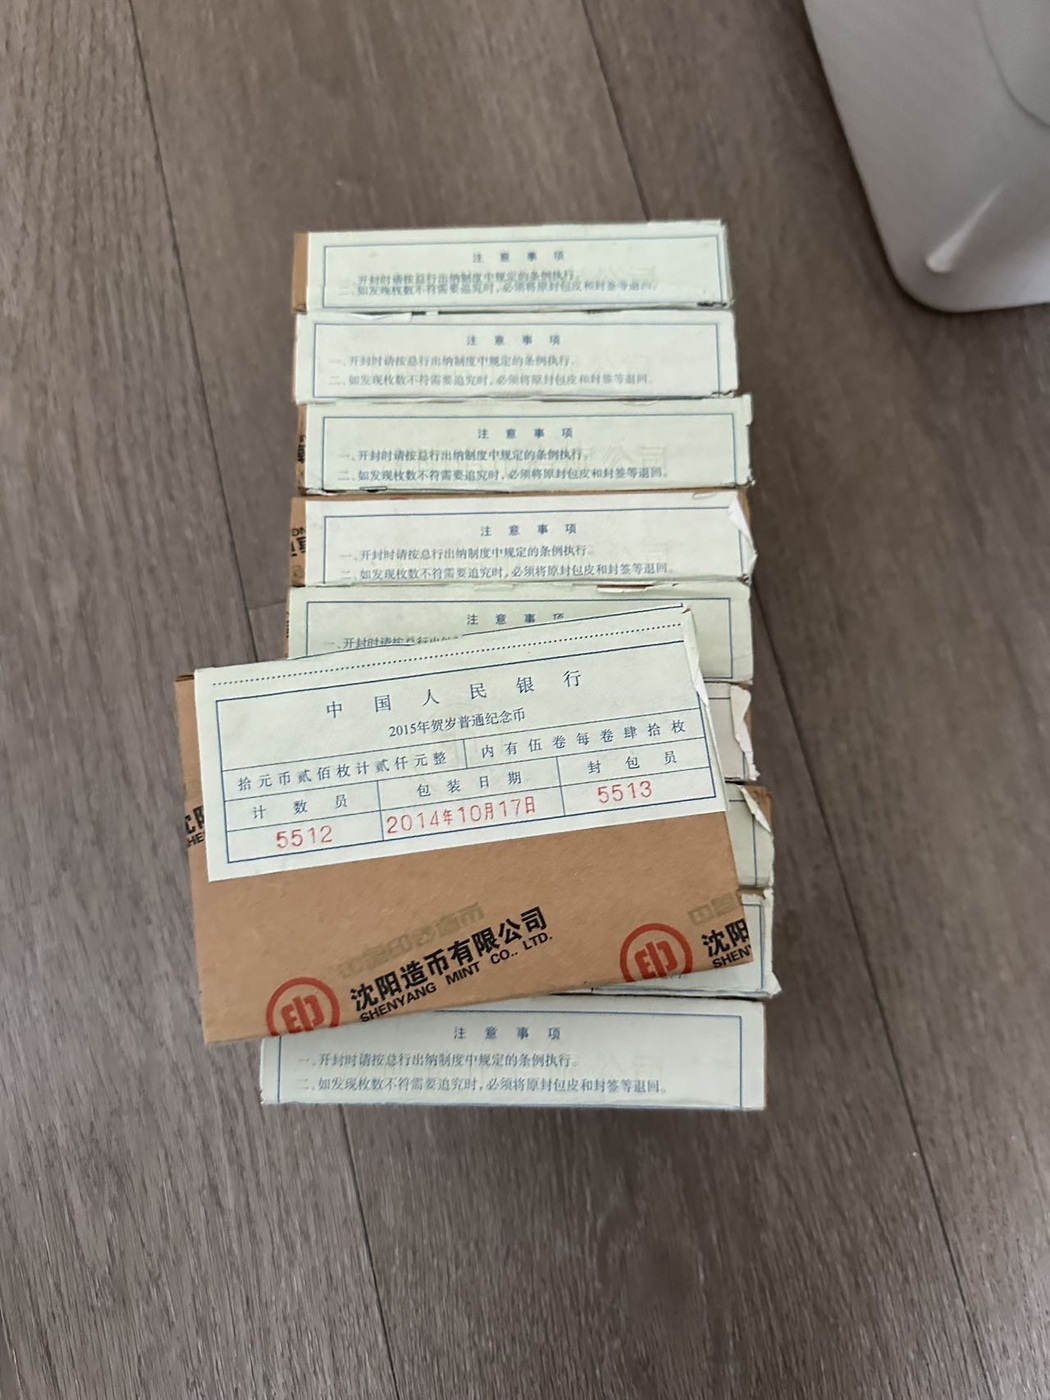 注意事项
一、开封时请按总行出纳制度中规定的条例执行。
二、如发现枚数不符需要追究时,必须将原封包皮和封签等退回。
注意事项
一、开封时请按总行出纳制度中规定的条例执行。
二、如发现枚数不符需要追究时,必须将原封包皮和封签等退回。
注意事项
一、开封时请按总行出纳制度中规定的条例执行。
二、如发现枚数不符需要追究时,必须将原封包皮和封签等退回。
注意事项
一、开封时请按总行出纳制度中规定的条例执行。
二、如发现枚数不符需要追究时,必须将原封包皮和封签等退回。
注意事项
一、开封时请按总行出纳
中国人民银行
2015年贺岁普通纪念币
拾元币贰佰枚计贰仟元整 内有伍卷每卷肆拾枚
计数员 包装日期 封包员
5512 2014年10月17日 5513
沈阳造币有限公司
SHENYANG MINT CO., LTD.
沈阳
SHEN
注意事项
一、开封时请按总行出纳制度中规定的条例执行。
二、如发现枚数不符需要追究时,必须将原封包皮和封签等退回。